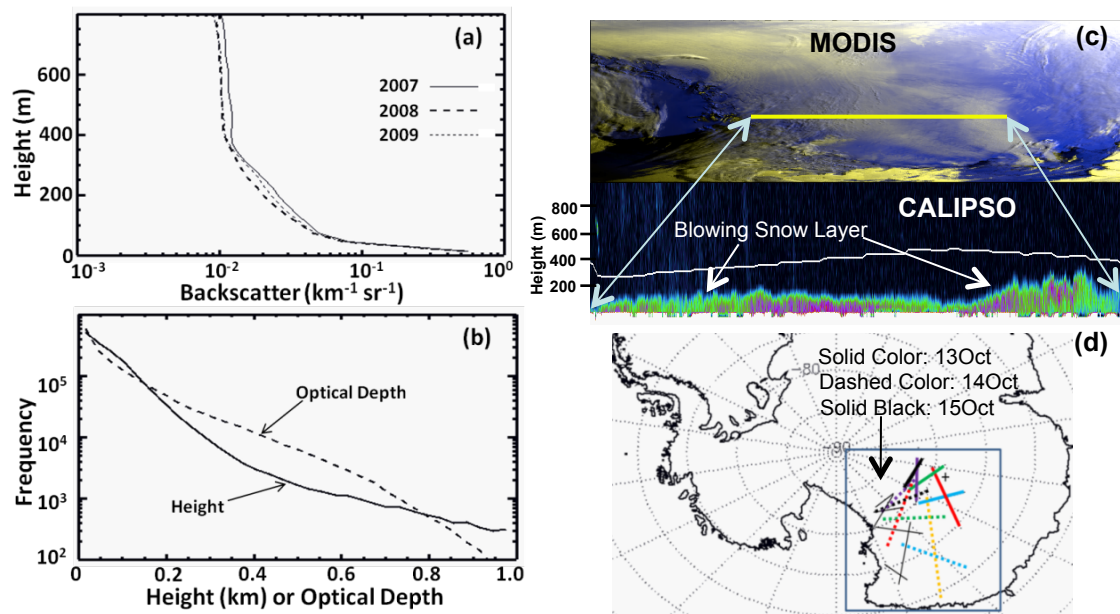 (a)
800
600
400
200
0
Height (m)
2007
2008
2009
10⁻³
10⁻²
10⁻¹
10⁰
Backscatter (km⁻¹ sr⁻¹)
(b)
10⁵
10⁴
10³
10²
Frequency
Optical Depth
Height
0
0.2
0.4
0.6
0.8
1.0
Height (km) or Optical Depth
MODIS
(c)
CALIPSO
Blowing Snow Layer
800
600
400
200
Height (m)
(d)
Solid Color: 13Oct
Dashed Color: 14Oct
Solid Black: 15Oct
-80
-90